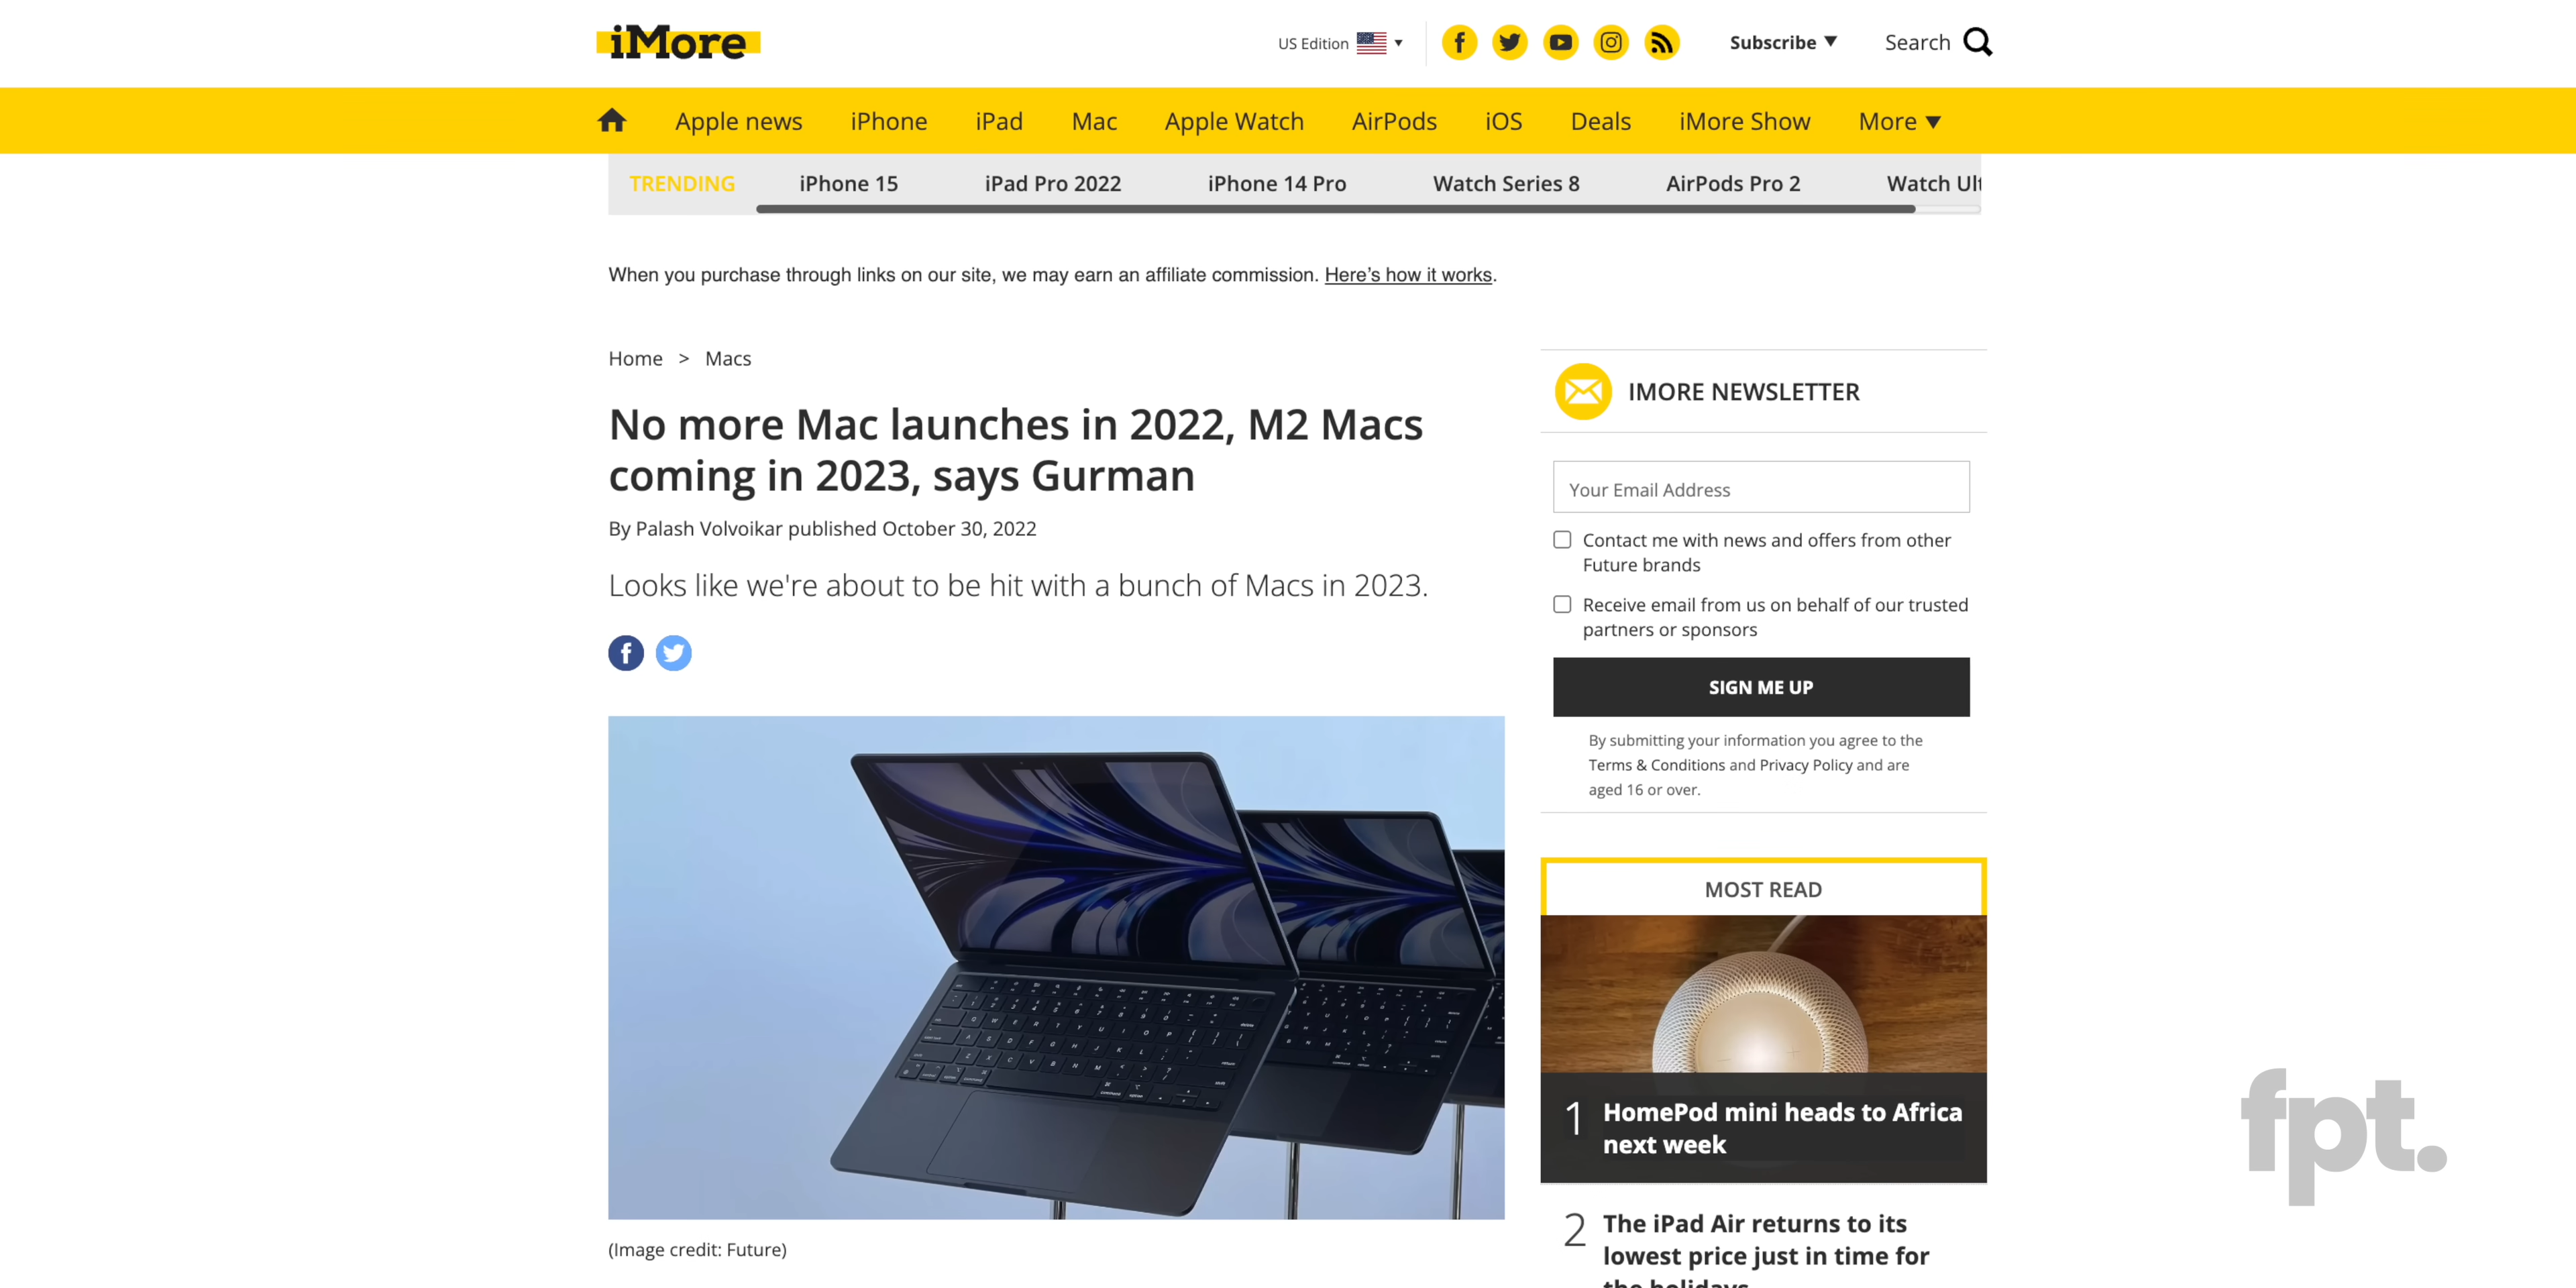 iMore
US Edition
Subscribe
Search
Apple news iPhone iPad Mac Apple Watch AirPods iOS Deals iMore Show More
TRENDING iPhone 15 iPad Pro 2022 iPhone 14 Pro Watch Series 8 AirPods Pro 2 Watch Ult
When you purchase through links on our site, we may earn an affiliate commission. Here’s how it works.
Home > Macs
No more Mac launches in 2022, M2 Macs
coming in 2023, says Gurman
By Palash Volvoikar published October 30, 2022
Looks like we're about to be hit with a bunch of Macs in 2023.
(Image credit: Future)
IMORE NEWSLETTER
Your Email Address
Contact me with news and offers from other
Future brands
Receive email from us on behalf of our trusted
partners or sponsors
SIGN ME UP
By submitting your information you agree to the
Terms & Conditions and Privacy Policy and are
aged 16 or over.
MOST READ
1 HomePod mini heads to Africa
next week
2 The iPad Air returns to its
lowest price just in time for
the holidays
fpt.